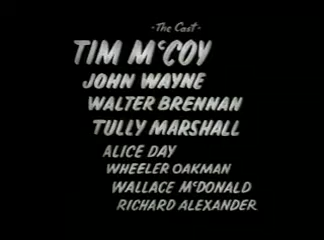 -The Cast-
TIM McCOY
JOHN WAYNE
WALTER BRENNAN
TULLY MARSHALL
ALICE DAY
WHEELER OAKMAN
WALLACE McDONALD
RICHARD ALEXANDER